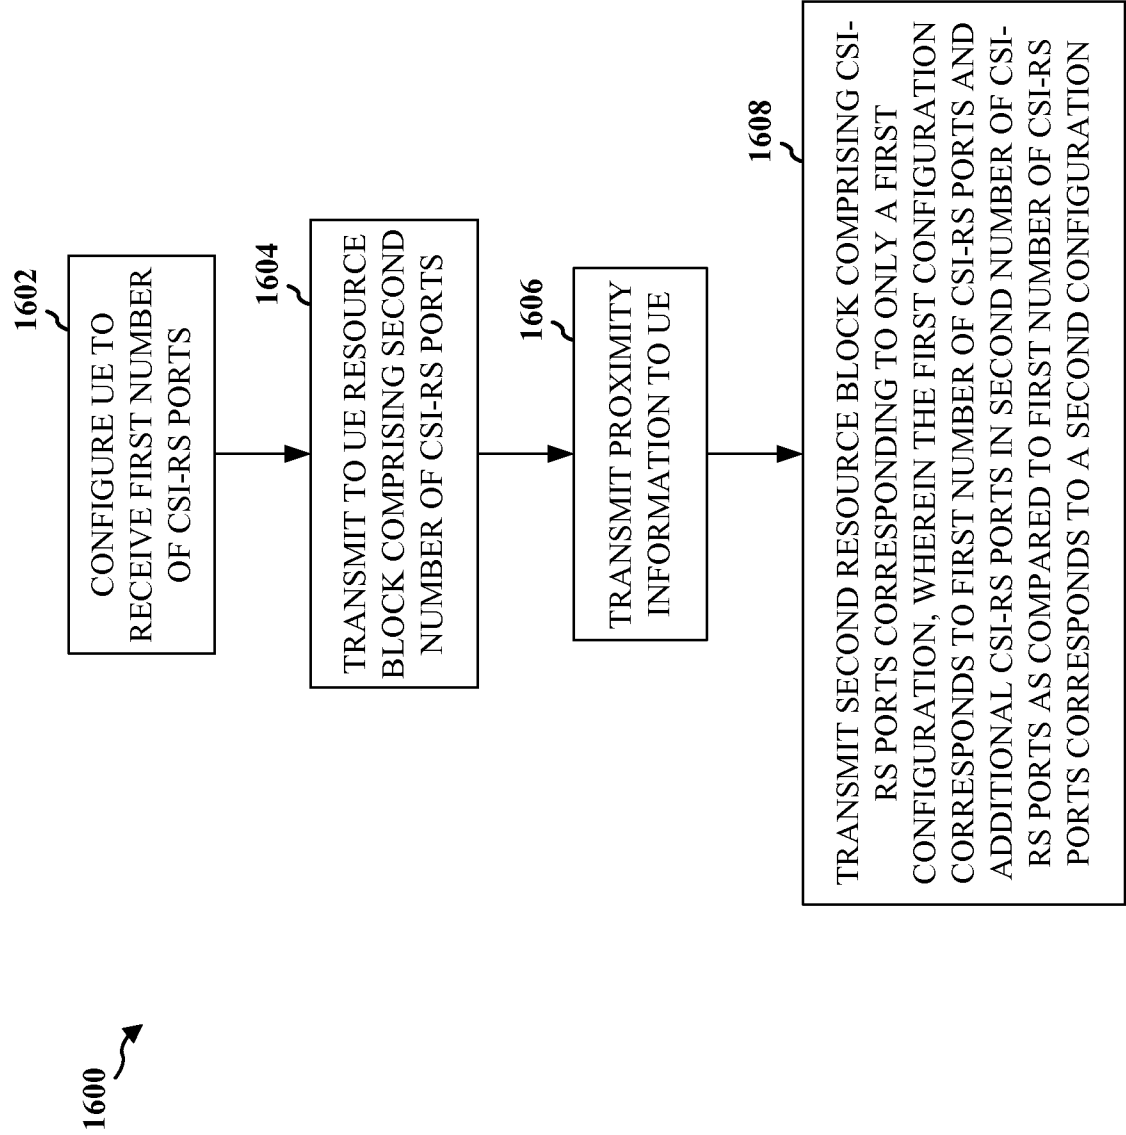 1600
1602
CONFIGURE UE TO
RECEIVE FIRST NUMBER
OF CSI-RS PORTS
1604
TRANSMIT TO UE RESOURCE
BLOCK COMPRISING SECOND
NUMBER OF CSI-RS PORTS
1606
TRANSMIT PROXIMITY
INFORMATION TO UE
1608
TRANSMIT SECOND RESOURCE BLOCK COMPRISING CSI-
RS PORTS CORRESPONDING TO ONLY A FIRST
CONFIGURATION, WHEREIN THE FIRST CONFIGURATION
CORRESPONDS TO FIRST NUMBER OF CSI-RS PORTS AND
ADDITIONAL CSI-RS PORTS IN SECOND NUMBER OF CSI-
RS PORTS AS COMPARED TO FIRST NUMBER OF CSI-RS
PORTS CORRESPONDS TO A SECOND CONFIGURATION